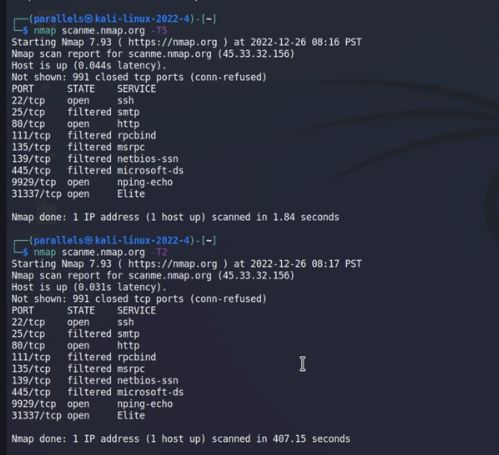 ┌──(parallels㉿kali-linux-2022-4)-[~]
└─$ nmap scanme.nmap.org -T5
Starting Nmap 7.93 ( https://nmap.org ) at 2022-12-26 08:16 PST
Nmap scan report for scanme.nmap.org (45.33.32.156)
Host is up (0.044s latency).
Not shown: 991 closed tcp ports (conn-refused)
PORT      STATE    SERVICE
22/tcp    open     ssh
25/tcp    filtered smtp
80/tcp    open     http
111/tcp   filtered rpcbind
135/tcp   filtered msrpc
139/tcp   filtered netbios-ssn
445/tcp   filtered microsoft-ds
9929/tcp  open     nping-echo
31337/tcp open     Elite
Nmap done: 1 IP address (1 host up) scanned in 1.84 seconds
┌──(parallels㉿kali-linux-2022-4)-[~]
└─$ nmap scanme.nmap.org -T2
Starting Nmap 7.93 ( https://nmap.org ) at 2022-12-26 08:17 PST
Nmap scan report for scanme.nmap.org (45.33.32.156)
Host is up (0.031s latency).
Not shown: 991 closed tcp ports (conn-refused)
PORT      STATE    SERVICE
22/tcp    open     ssh
25/tcp    filtered smtp
80/tcp    open     http
111/tcp   filtered rpcbind
135/tcp   filtered msrpc
139/tcp   filtered netbios-ssn
445/tcp   filtered microsoft-ds
9929/tcp  open     nping-echo
31337/tcp open     Elite
Nmap done: 1 IP address (1 host up) scanned in 407.15 seconds